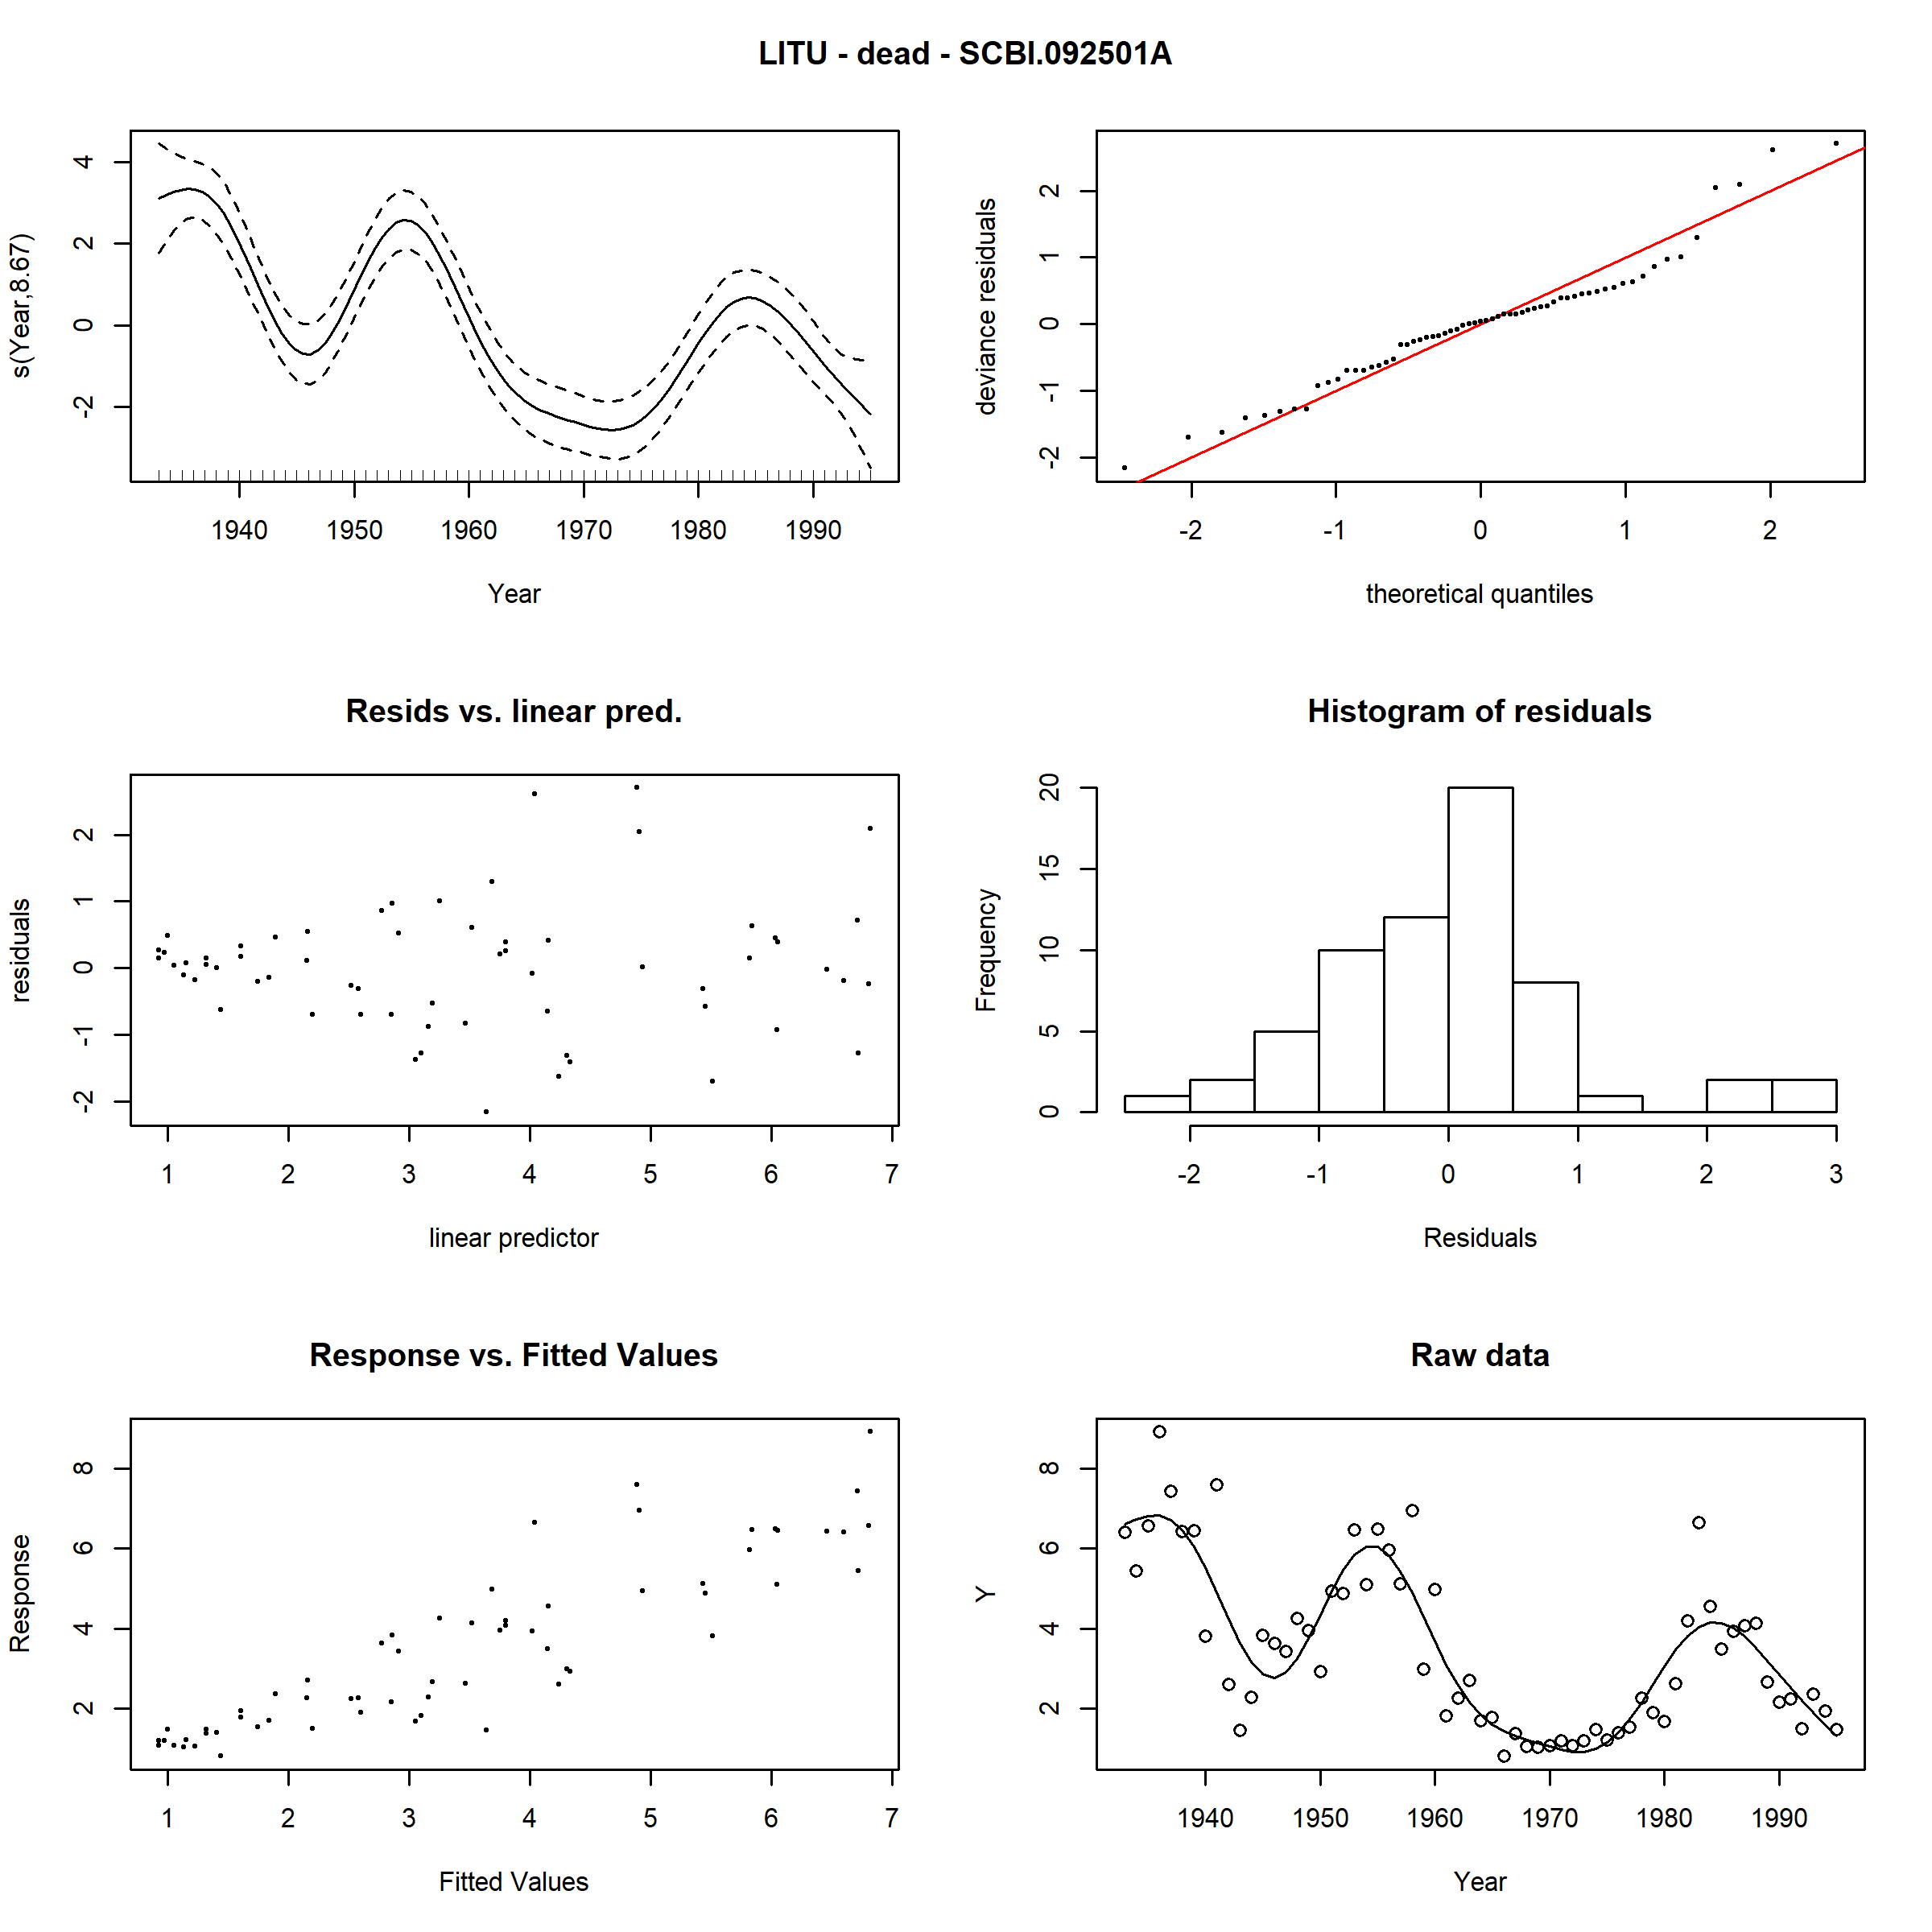 LITU - dead - SCBI.092501A
s(Year,8.67)
4
2
0
-2
1940 1950 1960 1970 1980 1990
Year
deviance residuals
2
1
0
-1
-2
-2 -1 0 1 2
theoretical quantiles
Resids vs. linear pred.
residuals
2
1
0
-1
-2
1 2 3 4 5 6 7
linear predictor
Histogram of residuals
Frequency
20
15
10
5
0
-2 -1 0 1 2 3
Residuals
Response vs. Fitted Values
Response
8
6
4
2
1 2 3 4 5 6 7
Fitted Values
Raw data
Y
8
6
4
2
1940 1950 1960 1970 1980 1990
Year